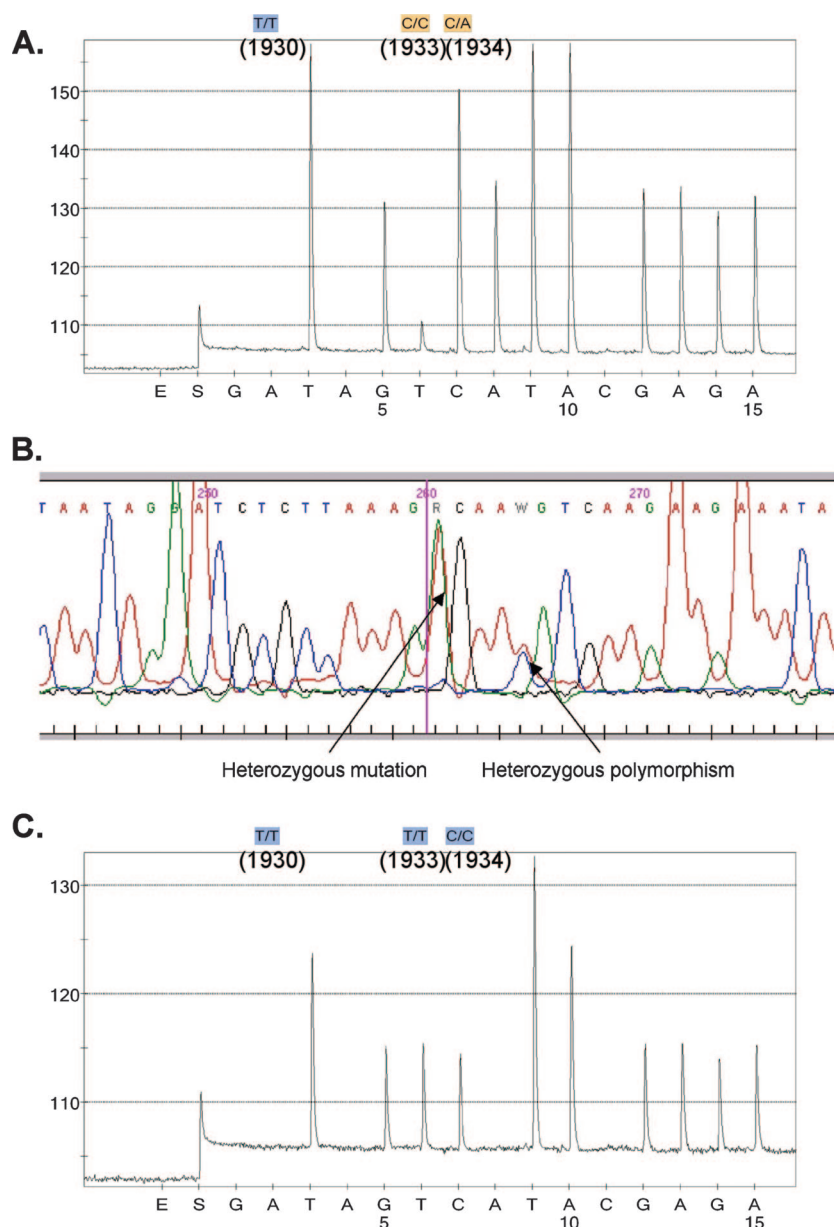 A.
T/T C/C C/A
(1930) (1933) (1934)
150
140
130
120
110
E S G A T A G T C A T A C G A G A
5 10 15
B.
250 260 270
T A A T A G G A T C T C T T A A A G R C A A W G T C A A G A A G A A A T A
Heterozygous mutation Heterozygous polymorphism
C.
T/T T/T C/C
(1930) (1933) (1934)
130
120
110
E S G A T A G T C A T A C G A G A
5 10 15